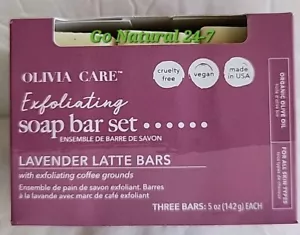 Go Natural 24-7
OLIVIA CARE™
cruelty
free
vegan
made
in USA
Exfoliating
soap bar set
ENSEMBLE DE BARRE DE SAVON
LAVENDER LATTE BARS
with exfoliating coffee grounds
Ensemble de pain de savon exfoliant. Barres
à la lavande avec marc de café exfoliant
THREE BARS: 5 oz (142 g) EACH
ORGANIC OLIVE OIL
FOR ALL SKIN TYPES